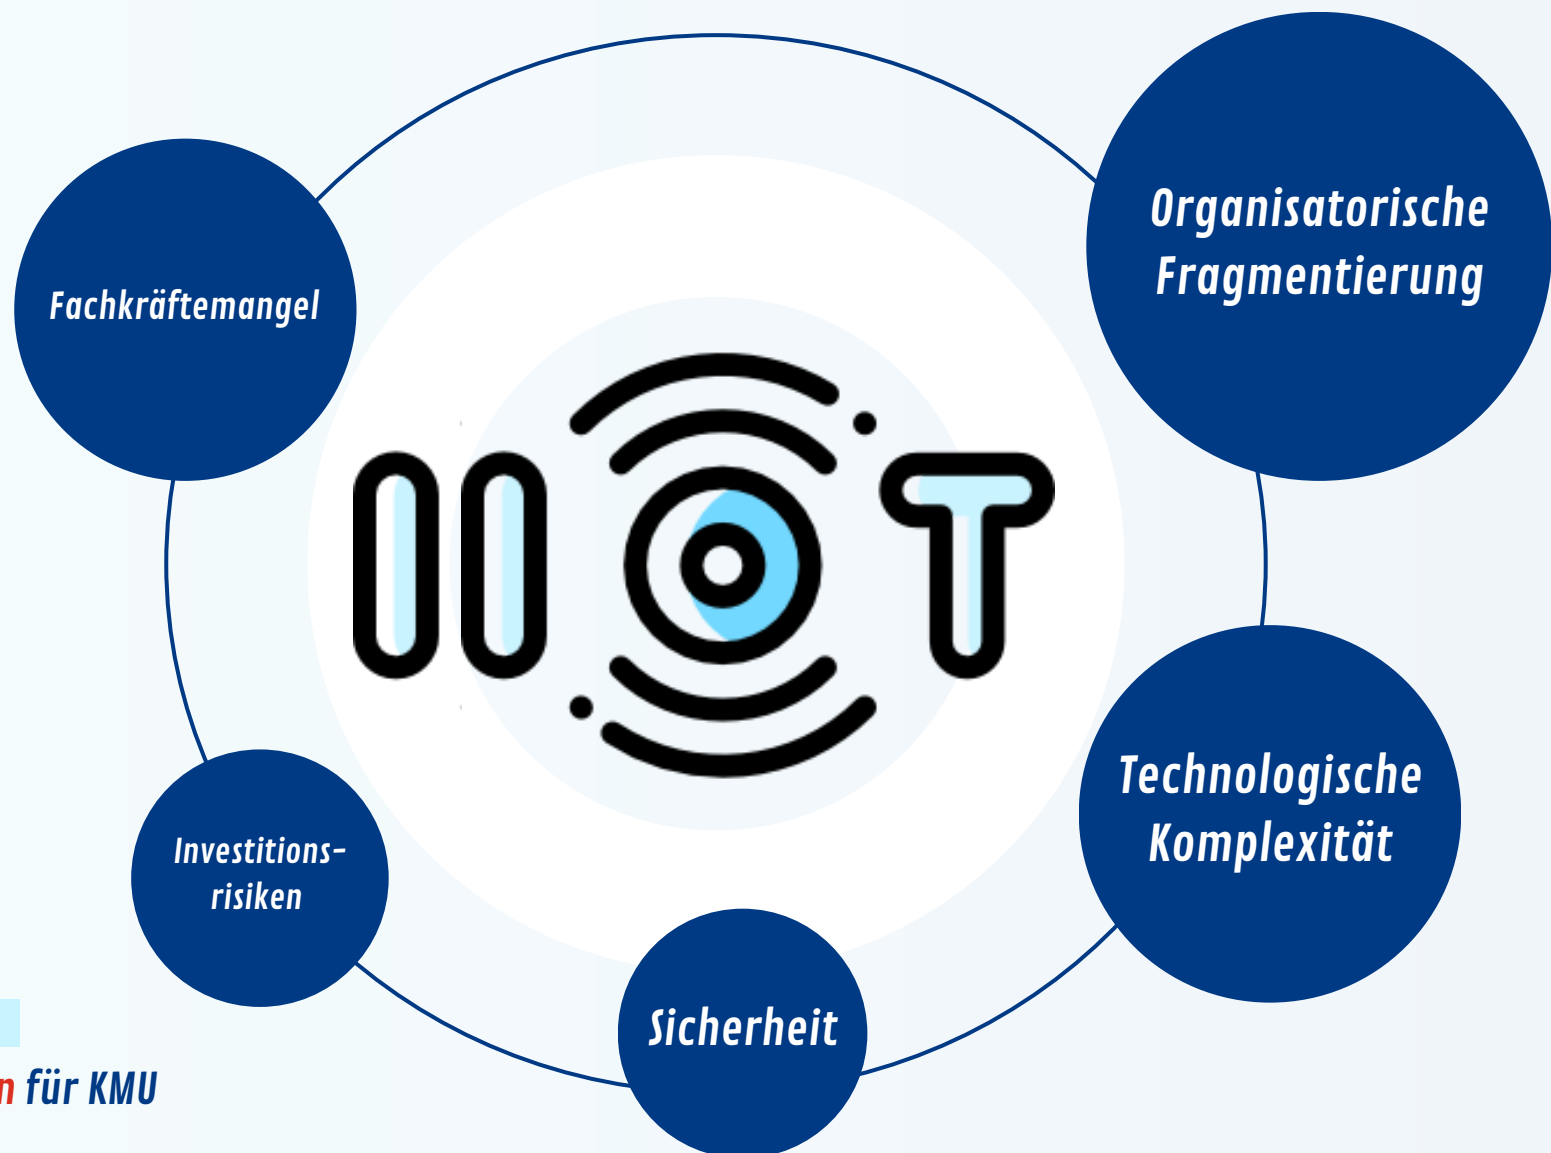 Organisatorische
Fragmentierung
Fachkräftemangel
IIOT
Technologische
Komplexität
Investitions-
risiken
Sicherheit
n für KMU